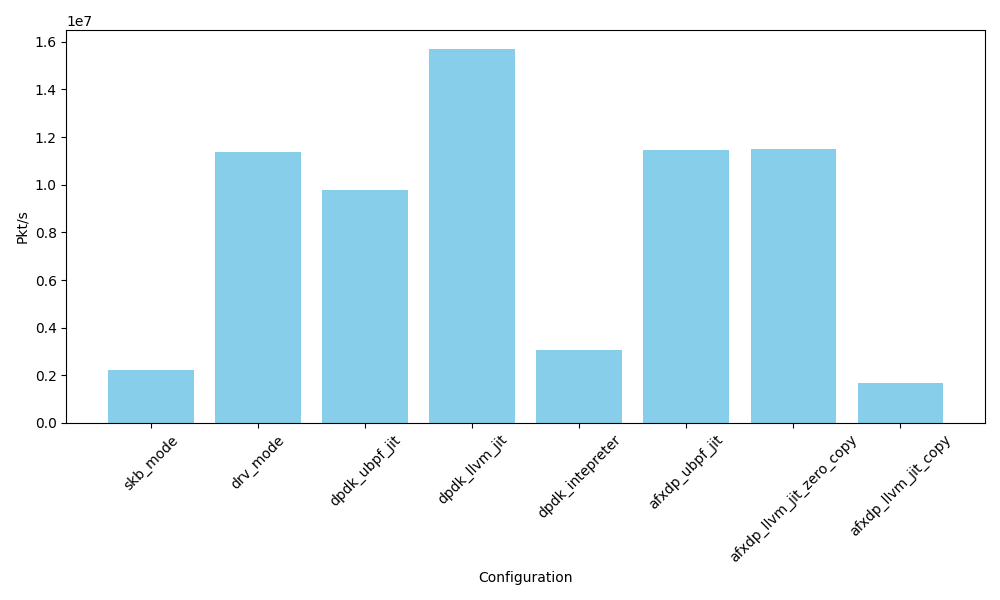 1e7
1.6
1.4
1.2
1.0
0.8
0.6
0.4
0.2
0.0
Pkt/s
skb_mode
drv_mode
dpdk_ubpf_jit
dpdk_llvm_jit
dpdk_intepreter
afxdp_ubpf_jit
afxdp_llvm_jit_zero_copy
afxdp_llvm_jit_copy
Configuration